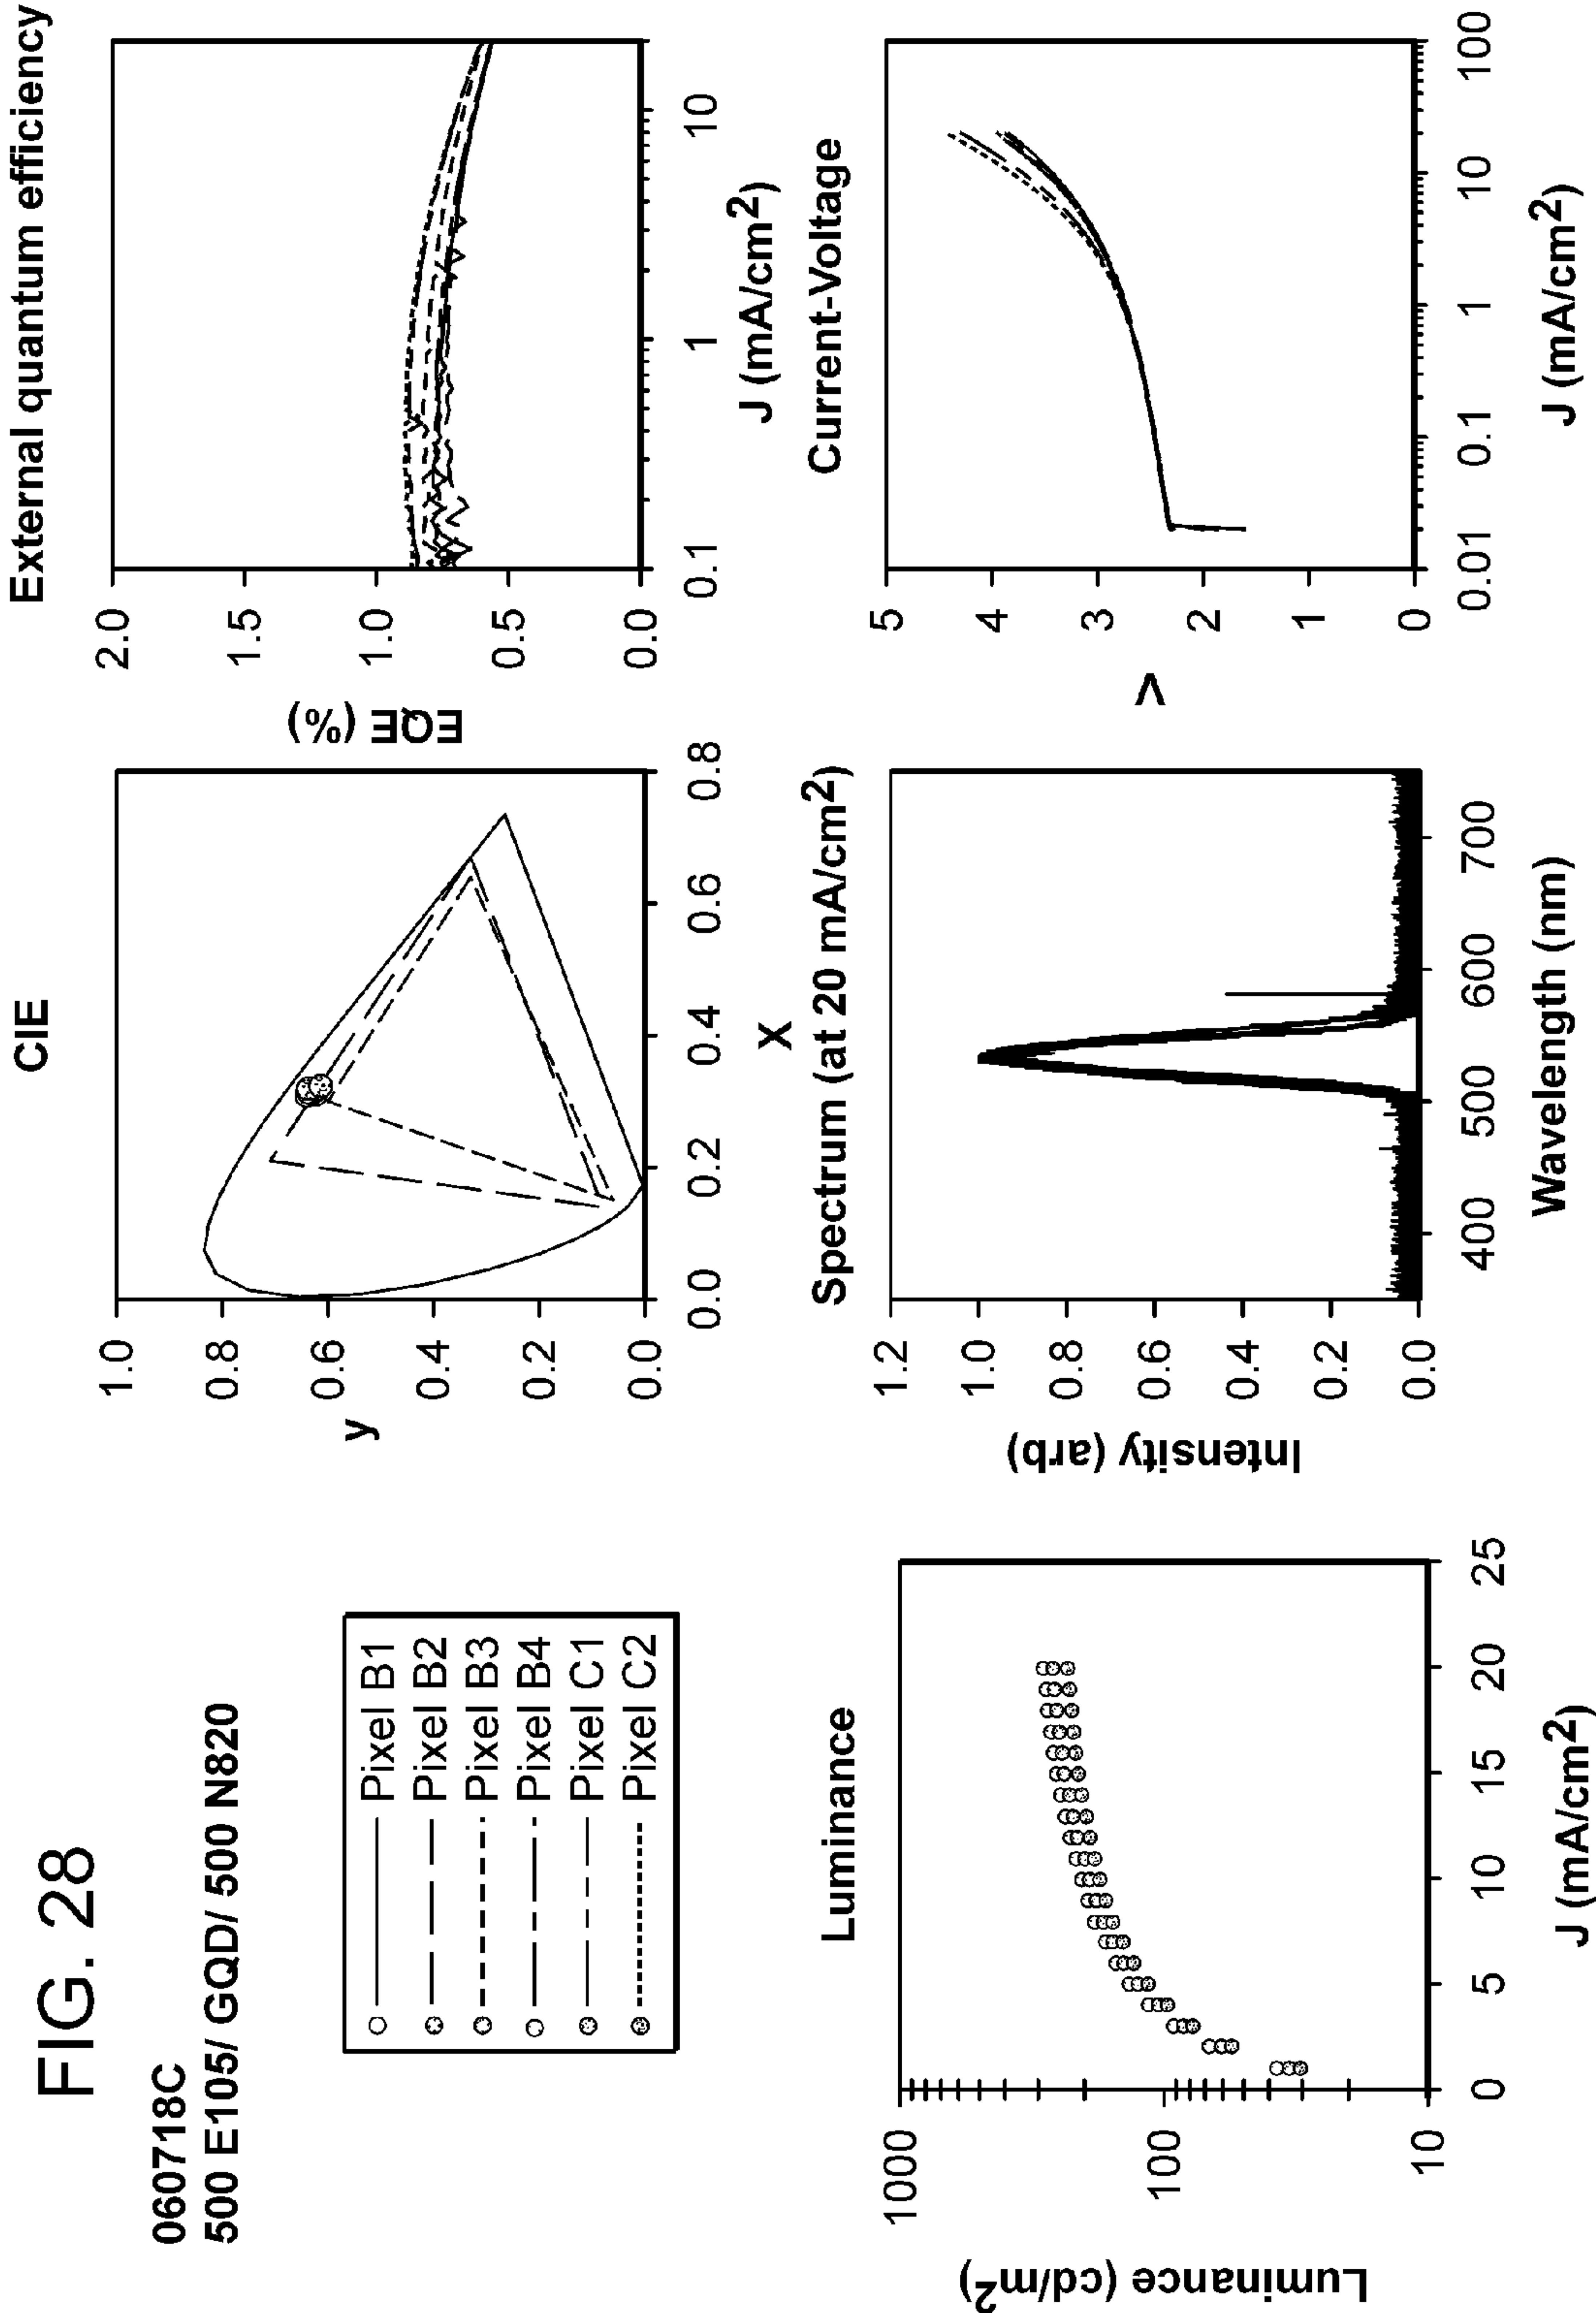 FIG. 28
060718C
500 E105/ GQD/ 500 N820
Pixel B1
Pixel B2
Pixel B3
Pixel B4
Pixel C1
Pixel C2
CIE
y
1.0
0.8
0.6
0.4
0.2
0.0
0.0 0.2 0.4 0.6 0.8
X
External quantum efficiency
EQE (%)
2.0
1.5
1.0
0.5
0.0
0.1 1 10
J (mA/cm2)
Luminance
Luminance (cd/m2)
1000
100
10
0 5 10 15 20 25
J (mA/cm2)
Spectrum (at 20 mA/cm2)
Intensity (arb)
1.2
1.0
0.8
0.6
0.4
0.2
0.0
400 500 600 700
Wavelength (nm)
Current-Voltage
V
5
4
3
2
1
0
0.01 0.1 1 10 100
J (mA/cm2)